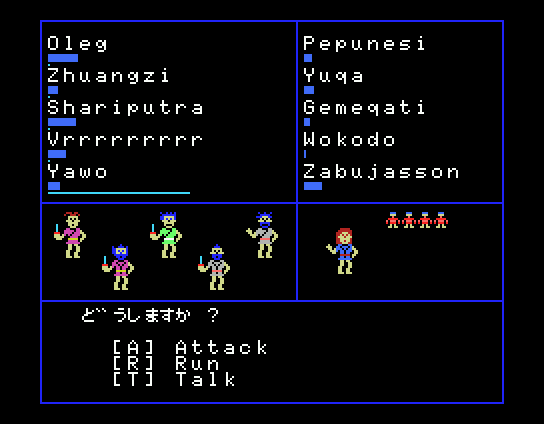 Oleg
Zhuangzi
Shariputra
Vrrrrrrrrr
Yawo
Pepunesi
Yuqa
Gemeqati
Wokodo
Zabujasson
どうしますか ?
[A] Attack
[R] Run
[T] Talk